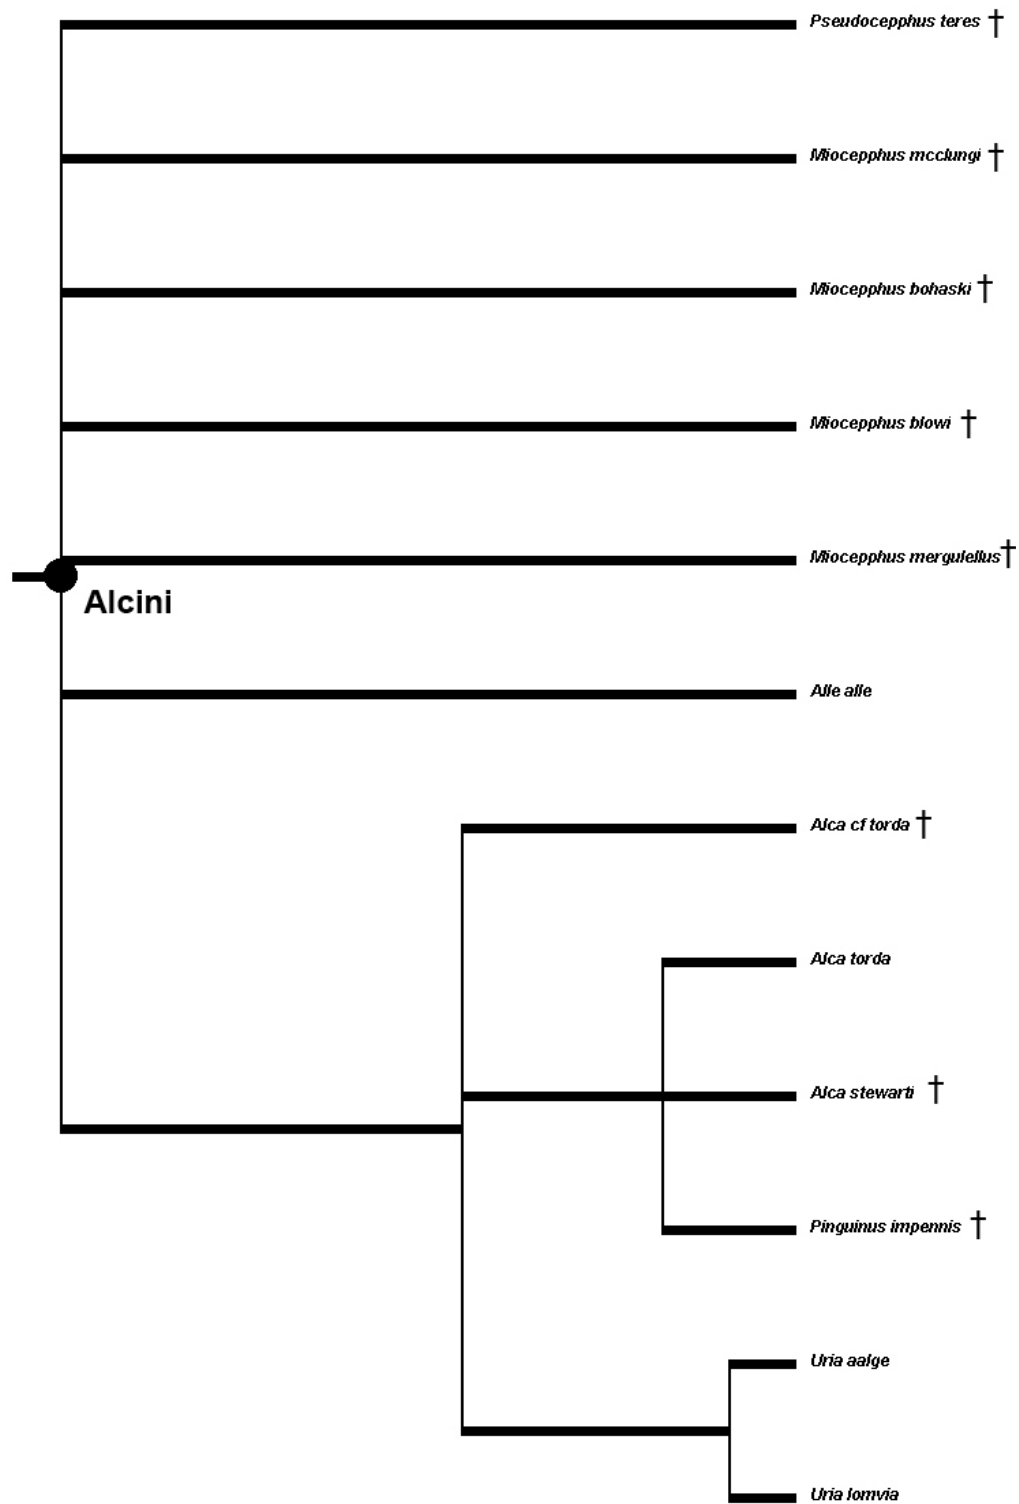 Pseudocepphus teres †
Miocepphus mcclungi †
Miocepphus bohaski †
Miocepphus blowi †
Miocepphus mergulellus†
Alcini
Alle alle
Alca cf torda †
Alca torda
Alca stewarti †
Pinguinus impennis †
Uria aalge
Uria lomvia